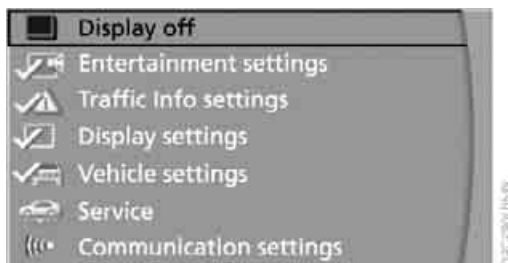 Display off
Entertainment settings
Traffic Info settings
Display settings
Vehicle settings
Service
Communication settings